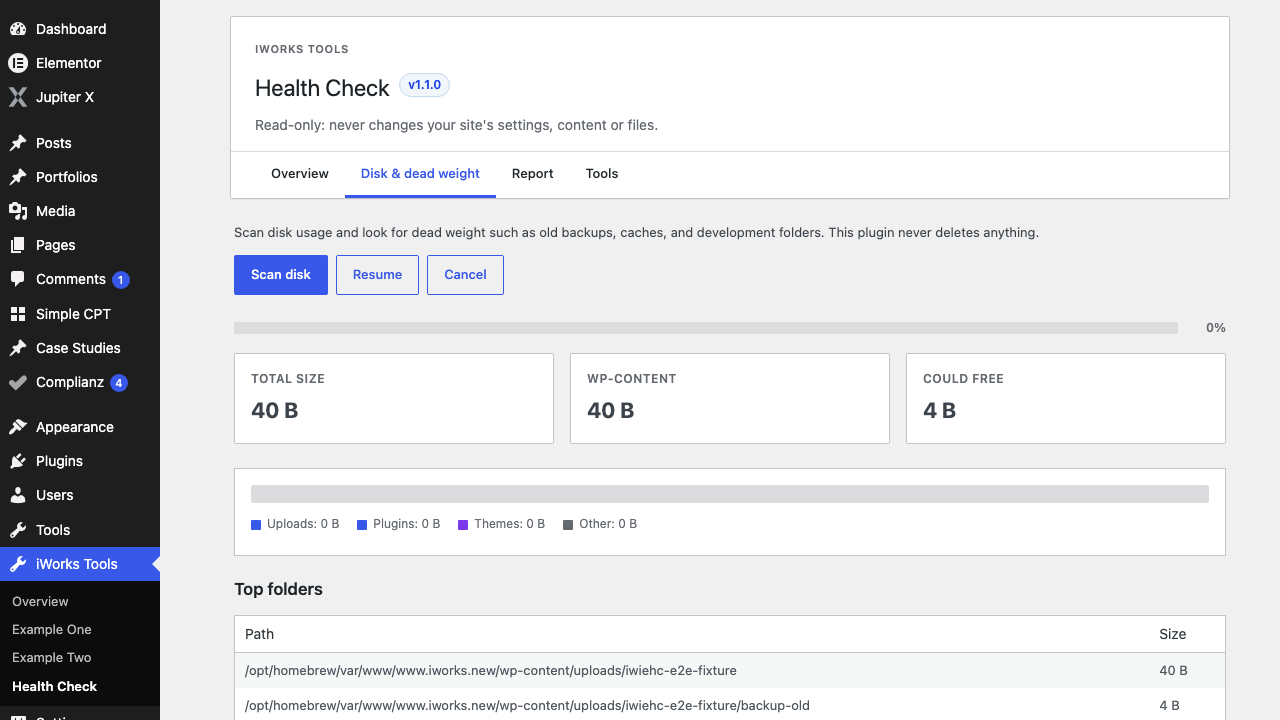 Dashboard
Elementor
Jupiter X
Posts
Portfolios
Media
Pages
Comments 1
Simple CPT
Case Studies
Complianz 4
Appearance
Plugins
Users
Tools
iWorks Tools
Overview
Example One
Example Two
Health Check
IWORKS TOOLS
Health Check v1.1.0
Read-only: never changes your site's settings, content or files.
Overview Disk & dead weight Report Tools
Scan disk usage and look for dead weight such as old backups, caches, and development folders. This plugin never deletes anything.
Scan disk Resume Cancel
0%
TOTAL SIZE
40 B
WP-CONTENT
40 B
COULD FREE
4 B
Uploads: 0 B Plugins: 0 B Themes: 0 B Other: 0 B
Top folders
Path Size
/opt/homebrew/var/www/www.iworks.new/wp-content/uploads/iwiehc-e2e-fixture 40 B
/opt/homebrew/var/www/www.iworks.new/wp-content/uploads/iwiehc-e2e-fixture/backup-old 4 B